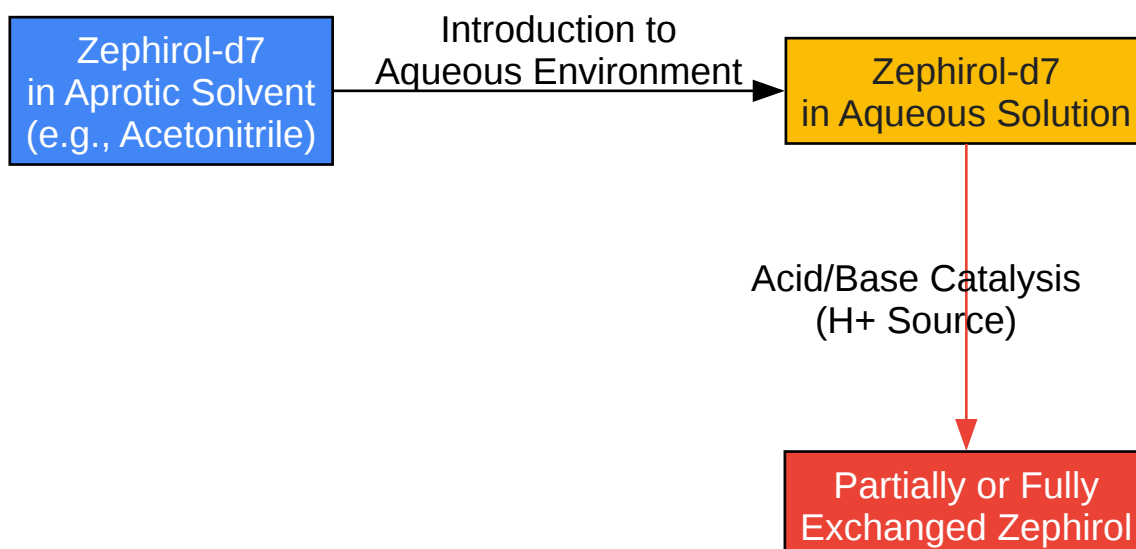 Zephirol-d7
in Aprotic Solvent
(e.g., Acetonitrile)
Introduction to
Aqueous Environment
Zephirol-d7
in Aqueous Solution
Acid/Base Catalysis
(H+ Source)
Partially or Fully
Exchanged Zephirol